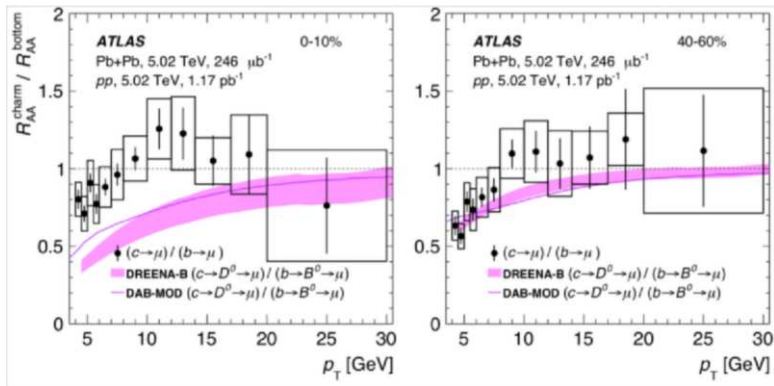 2
1.5
1
0.5
0
R_AA^charm / R_AA^bottom
ATLAS 0-10%
Pb+Pb, 5.02 TeV, 246 μb⁻¹
pp, 5.02 TeV, 1.17 pb⁻¹
(c→μ) / (b→μ)
DREENA-B (c→D⁰→μ) / (b→B⁰→μ)
DAB-MOD (c→D⁰→μ) / (b→B⁰→μ)
5 10 15 20 25 30
p_T [GeV]
2
1.5
1
0.5
0
ATLAS 40-60%
Pb+Pb, 5.02 TeV, 246 μb⁻¹
pp, 5.02 TeV, 1.17 pb⁻¹
(c→μ) / (b→μ)
DREENA-B (c→D⁰→μ) / (b→B⁰→μ)
DAB-MOD (c→D⁰→μ) / (b→B⁰→μ)
5 10 15 20 25 30
p_T [GeV]